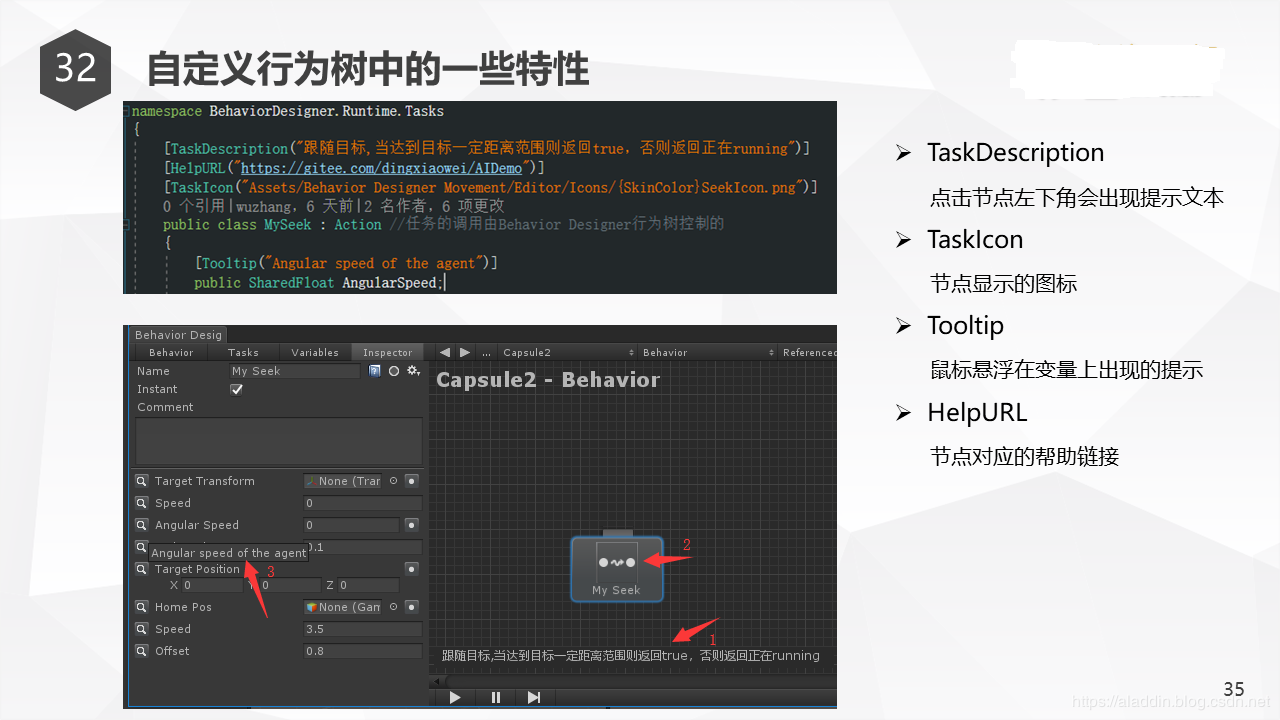 32
自定义行为树中的一些特性
namespace BehaviorDesigner.Runtime.Tasks
{
[TaskDescription("跟随目标,当达到目标一定距离范围则返回true，否则返回正在running")]
[HelpURL("https://gitee.com/dingxiaowei/AIDemo")]
[TaskIcon("Assets/Behavior Designer Movement/Editor/Icons/{SkinColor}SeekIcon.png")]
0 个引用|wuzhang，6 天前|2 名作者，6 项更改
public class MySeek : Action //任务的调用由Behavior Designer行为树控制的
{
[Tooltip("Angular speed of the agent")]
public SharedFloat AngularSpeed;
Behavior Desig
Behavior Tasks Variables Inspector
Name My Seek
Instant
Comment
Target Transform None (Tran
Speed 0
Angular Speed 0
0.1
Angular speed of the agent
Target Position
3
X 0 Y 0 Z 0
Home Pos None (Gam
Speed 3.5
Offset 0.8
... Capsule2 Behavior Referenced
Capsule2 - Behavior
2
My Seek
1
跟随目标,当达到目标一定距离范围则返回true，否则返回正在running
TaskDescription
点击节点左下角会出现提示文本
TaskIcon
节点显示的图标
Tooltip
鼠标悬浮在变量上出现的提示
HelpURL
节点对应的帮助链接
35
https://aladdin.blog.csdn.net